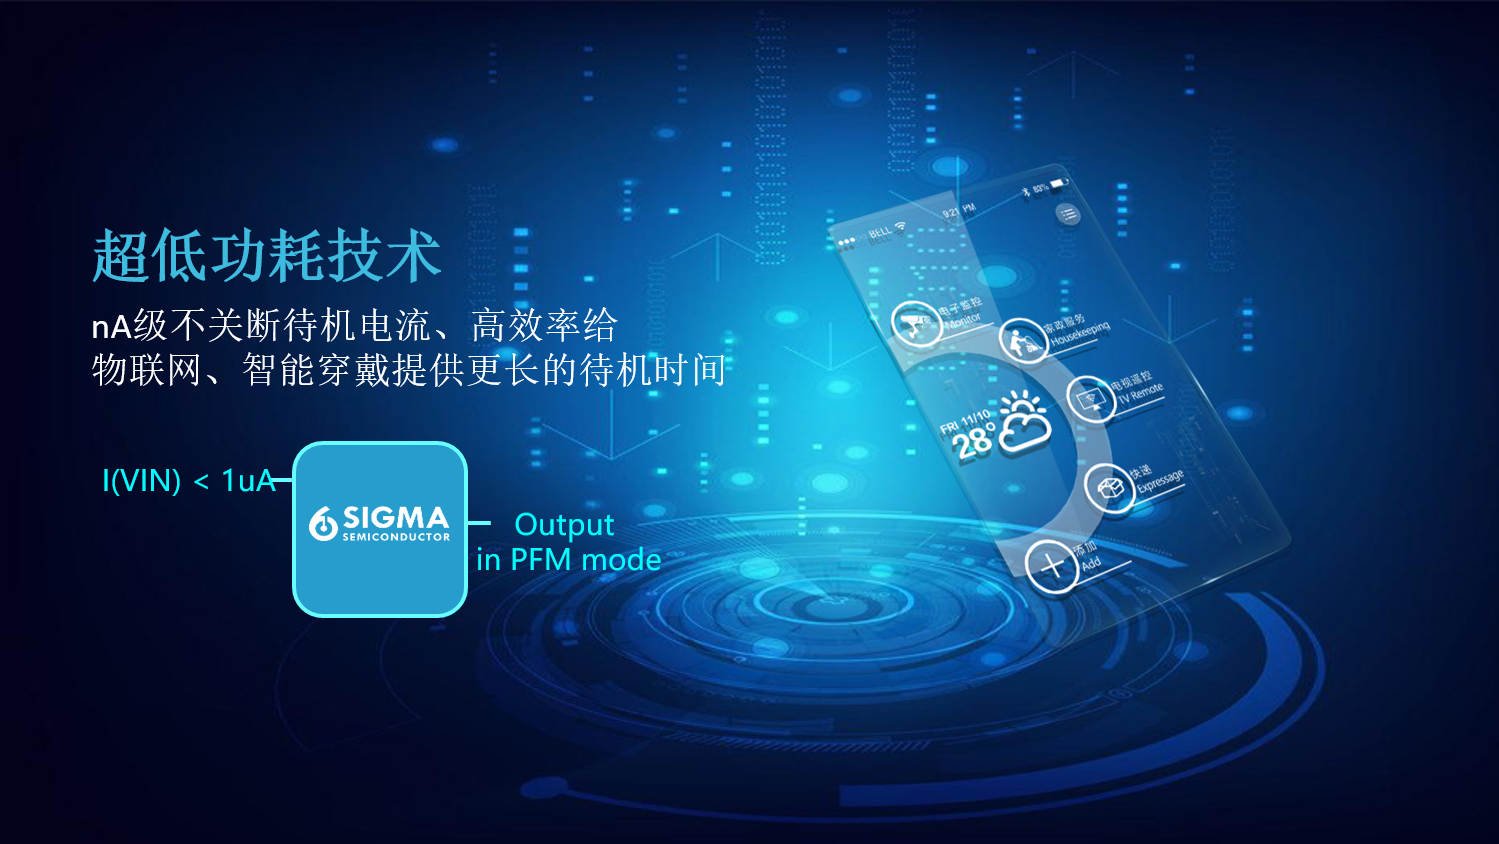 超低功耗技术
nA级不关断待机电流、高效率给
物联网、智能穿戴提供更长的待机时间
I(VIN) < 1uA
SIGMA
SEMICONDUCTOR
Output
in PFM mode
BELL
9:21 PM
83%
电子监控
Monitor
家政服务
Housekeeping
电视遥控
TV Remote
FRI 11/10
28°
快递
Expressage
添加
Add